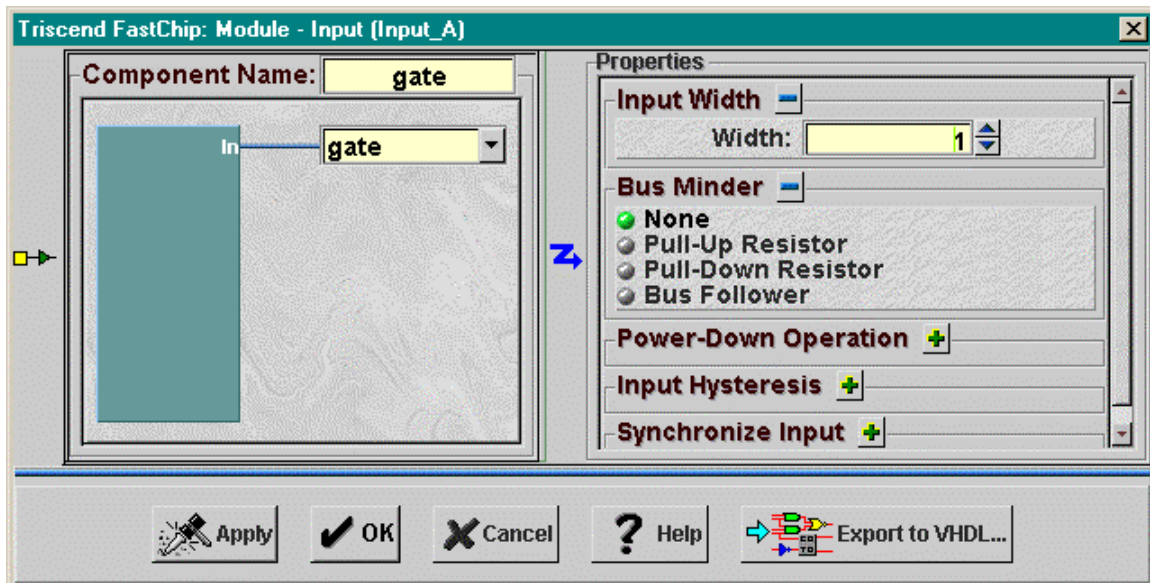 Triscend FastChip: Module - Input (Input_A)
Component Name: gate
In gate
Properties
Input Width
Width: 1
Bus Minder
None
Pull-Up Resistor
Pull-Down Resistor
Bus Follower
Power-Down Operation
Input Hysteresis
Synchronize Input
Apply OK Cancel Help Export to VHDL...